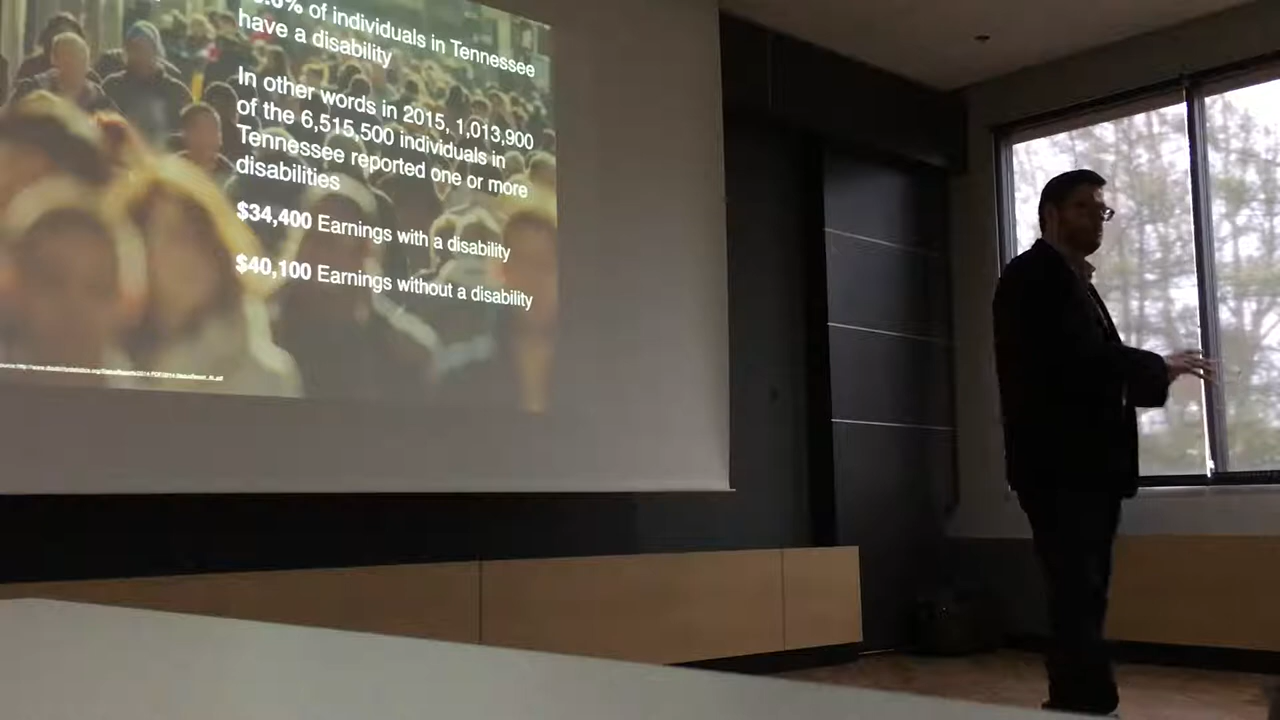 % of individuals in Tennessee
have a disability
In other words in 2015, 1,013,900
of the 6,515,500 individuals in
Tennessee reported one or more
disabilities
$34,400 Earnings with a disability
$40,100 Earnings without a disability